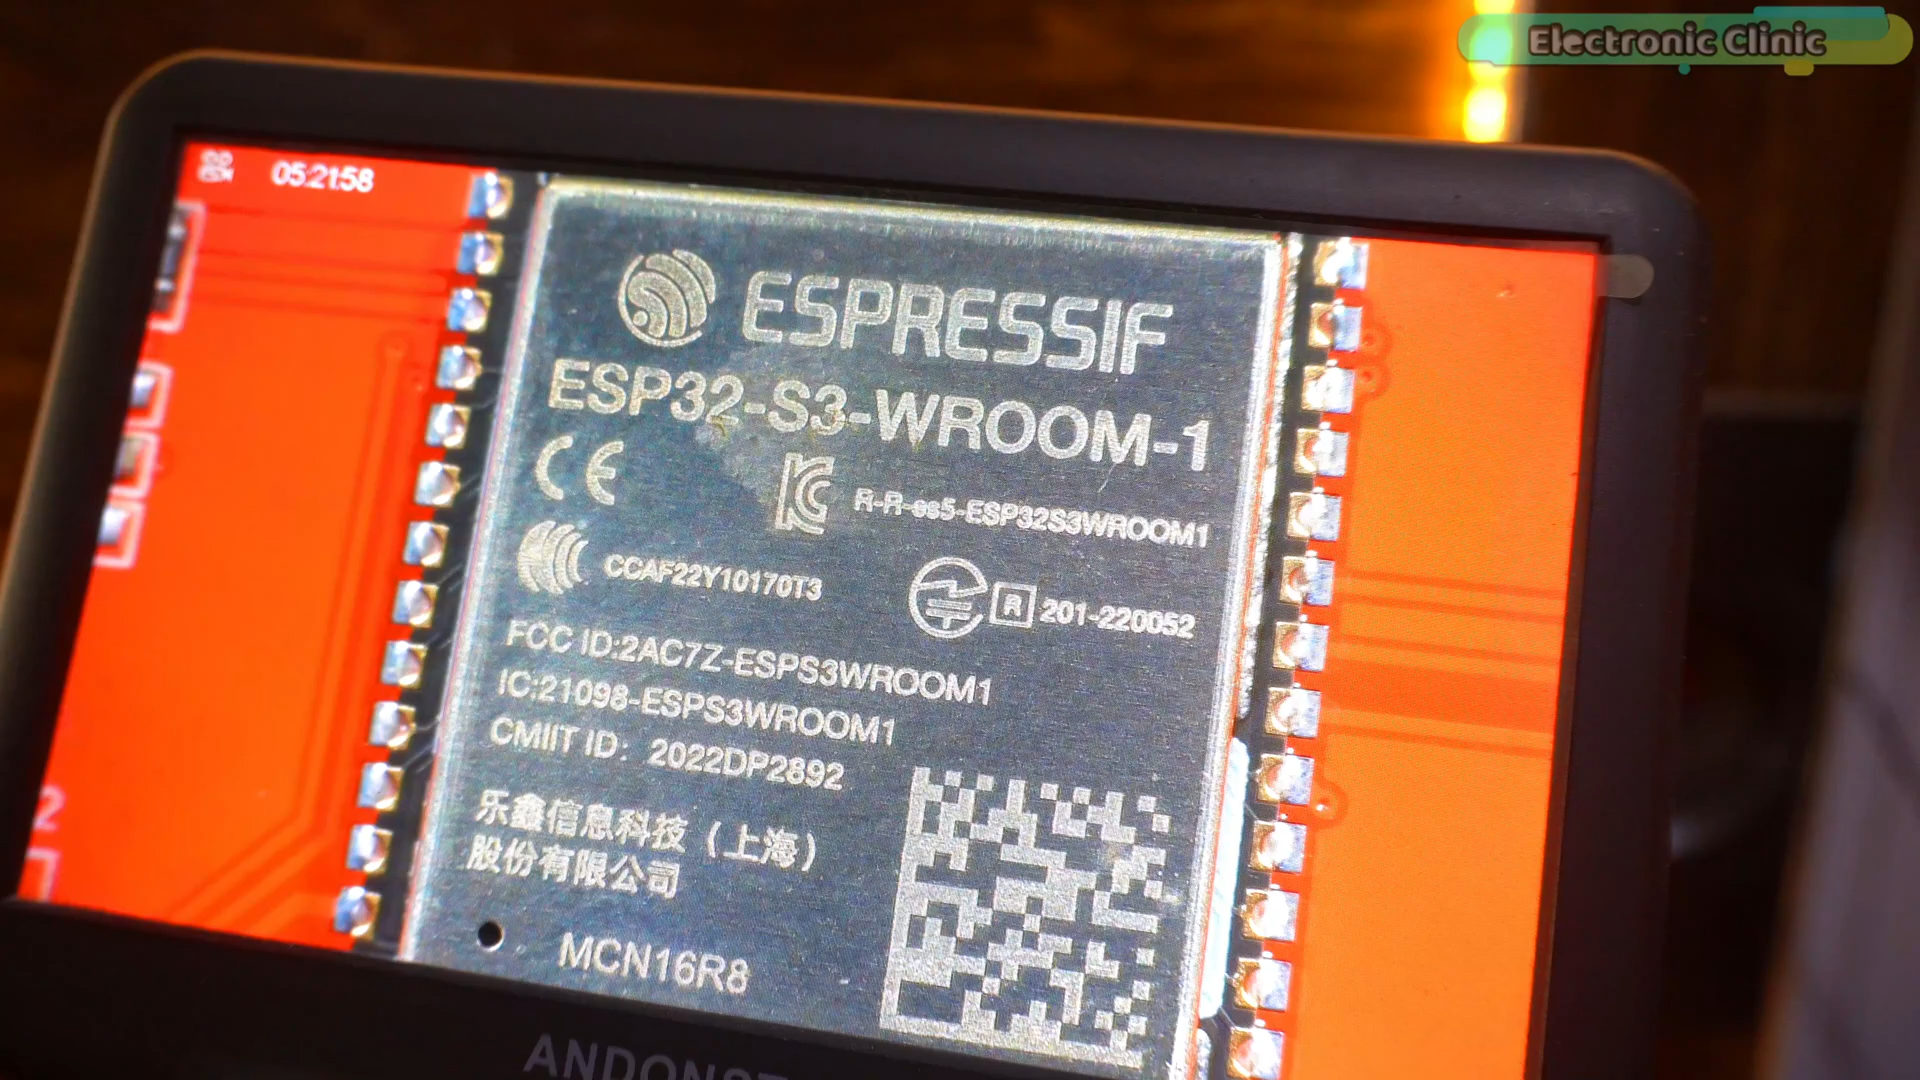 Electronic Clinic
05:21:58
ESPRESSIF
ESP32-S3-WROOM-1
CE
R-R-es5-ESP32S3WROOM1
CCAF22Y10170T3
R 201-220052
FCC ID:2AC7Z-ESPS3WROOM1
IC:21098-ESPS3WROOM1
CMIIT ID: 2022DP2892
乐鑫信息科技（上海）
股份有限公司
MCN16R8
2